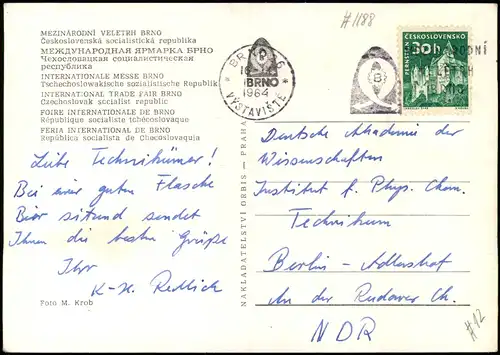 #1188
MEZINÁRODNÍ VELETRH BRNO
Československá socialistická republika
МЕЖДУНАРОДНАЯ ЯРМАРКА БРНО
Чехословацкая социалистическая
республика
INTERNATIONALE MESSE BRNO
Tschechoslowakische sozialistische Republik
INTERNATIONAL TRADE FAIR BRNO
Czechoslovak socialist republic
FOIRE INTERNATIONALE DE BRNO
République socialiste tchécoslovaque
FERIA INTERNATIONAL DE BRNO
República socialista de Checoslovaquia
BRNO 16
BRNO
1964
VÝSTAVIŠTĚ
ČESKOSLOVENSKO
PERNŠTEJN
30h
Liebe Technikümer!
Bei einer guten Flasche
Bier sitzend sendet
Ihnen die besten Grüße
Ihr
K-H. Redlich
Foto M. Krob
NAKLADATELSTVÍ ORBIS — PRAHA
Deutsche Akademie der
Wissenschaften
Institut f. Phys. Chem.
Technikum
Berlin - Adlershof
An der Rudower Ch.
NDR
#12